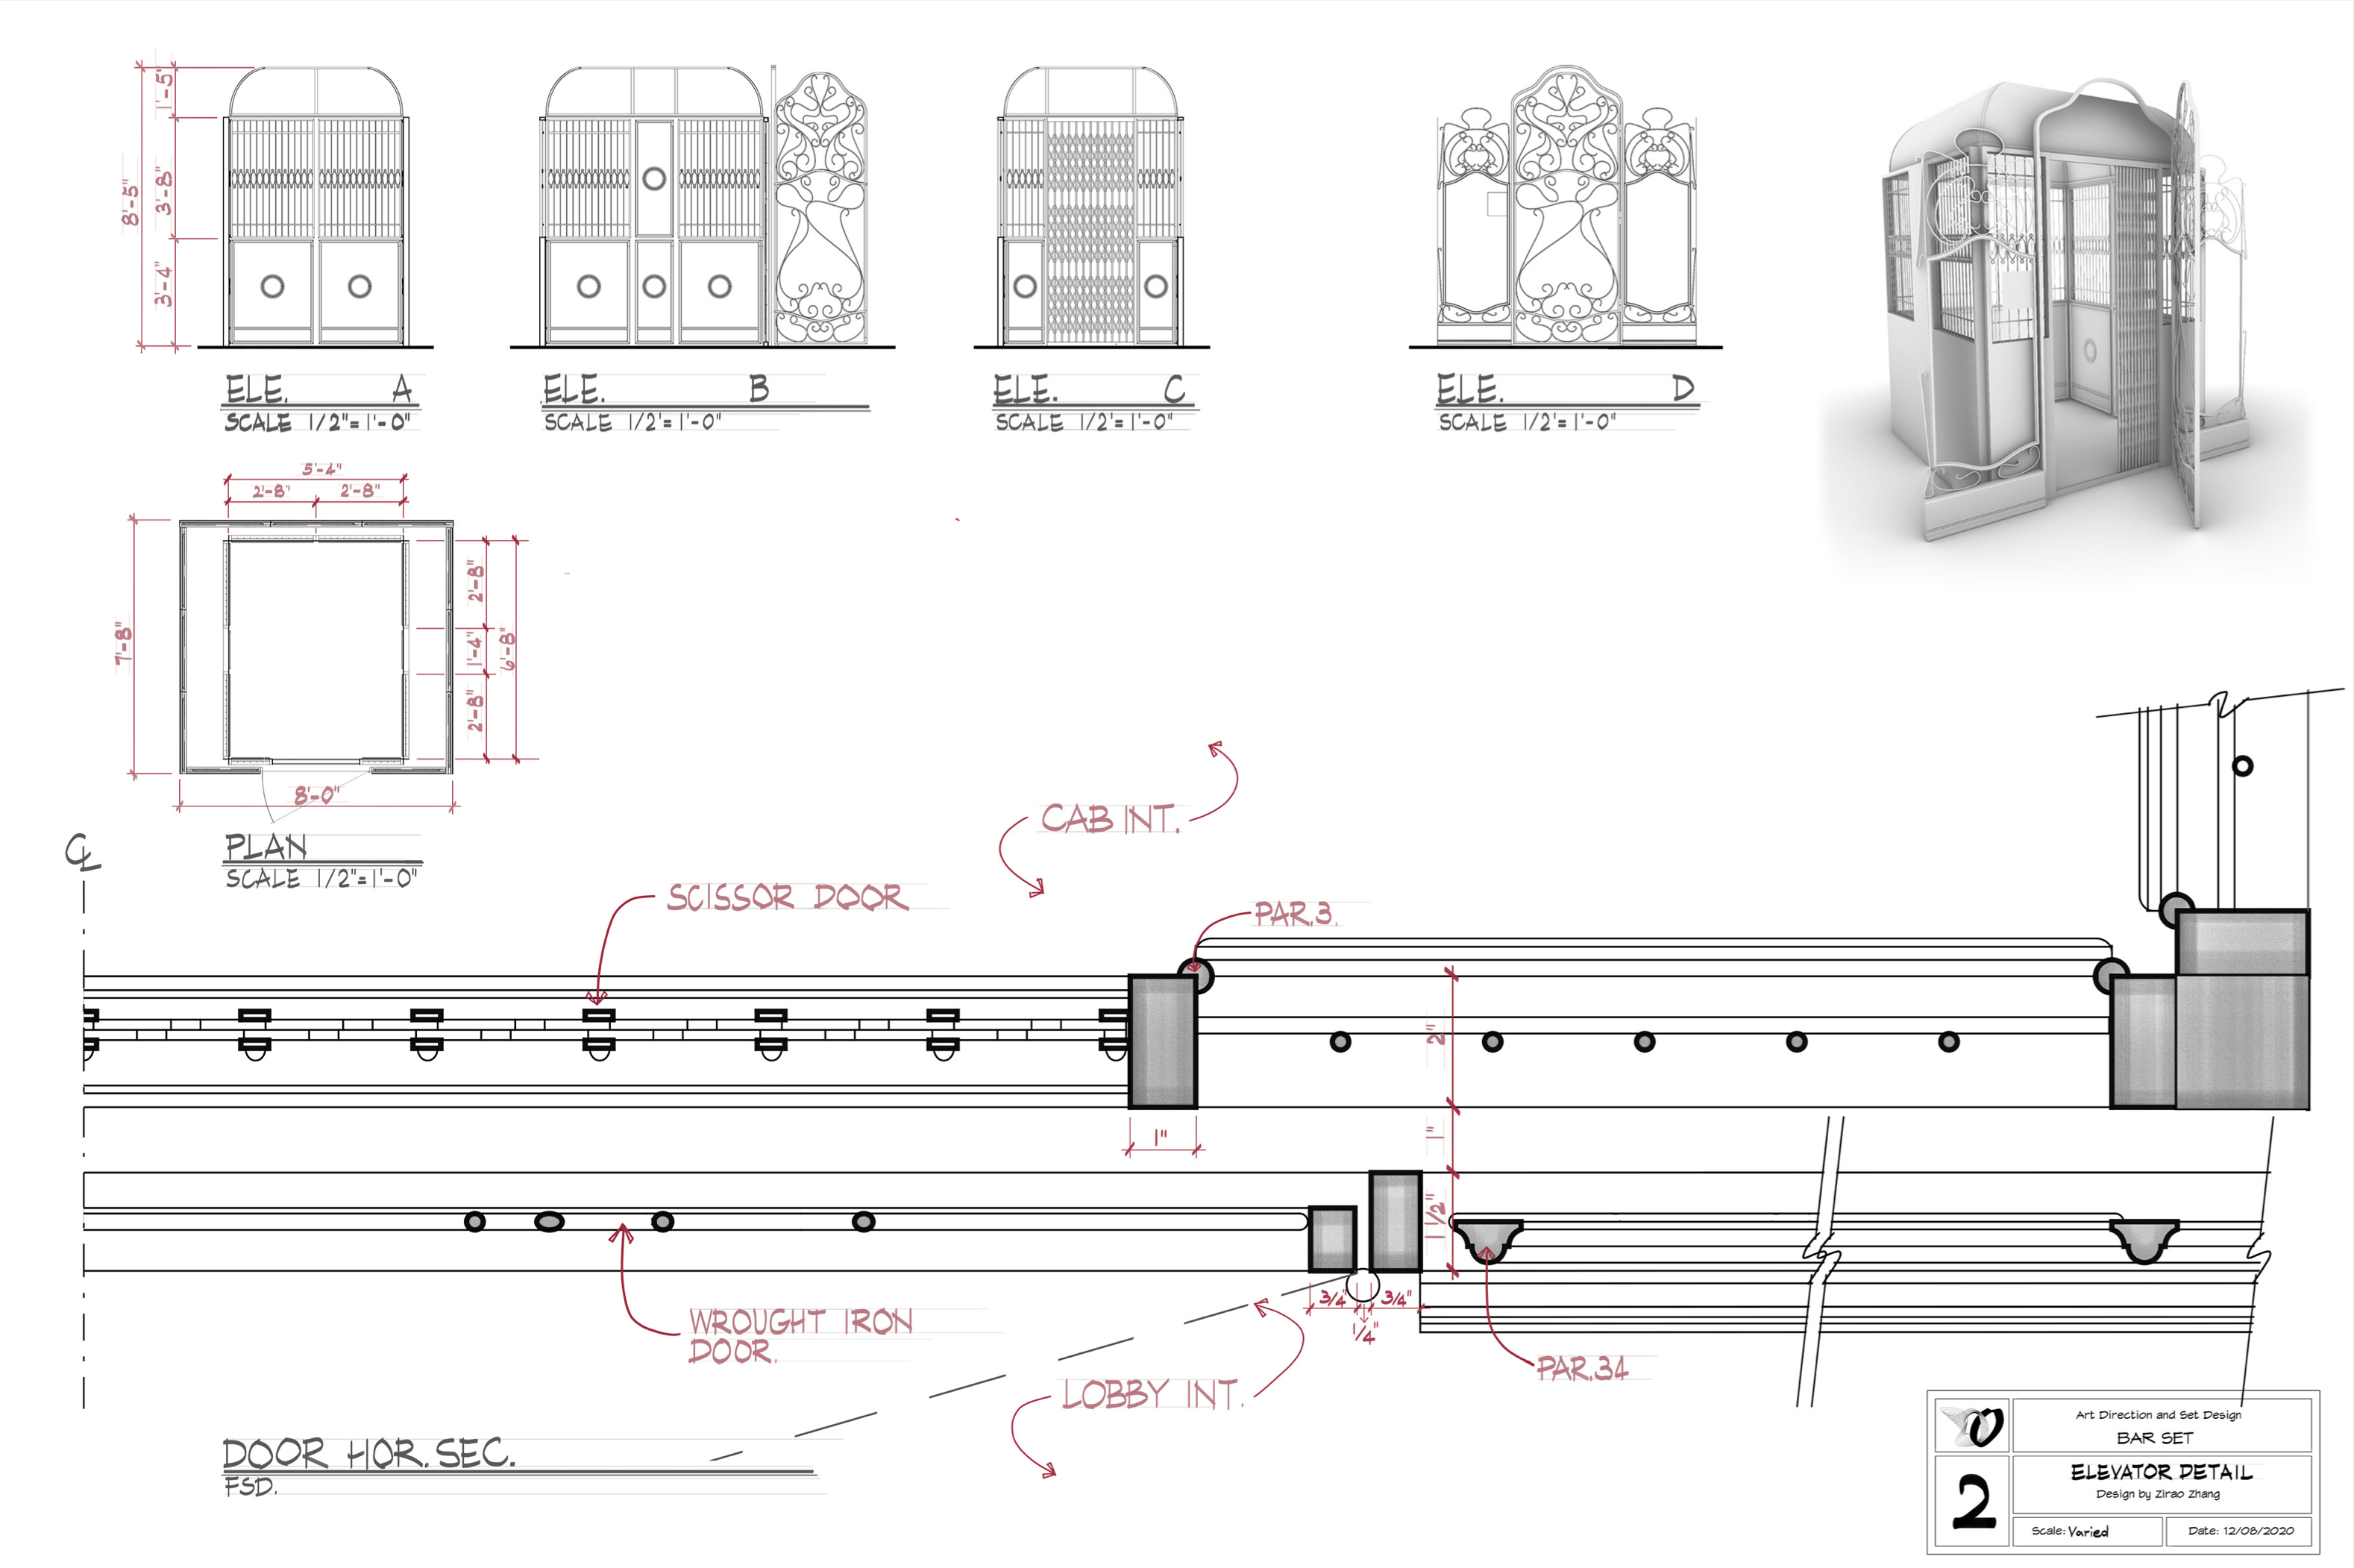 8'-5"
1'-5"
3'-8"
3'-4"
ELE. A
SCALE 1/2"=1'-0"
ELE. B
SCALE 1/2'=1'-0"
ELE. C
SCALE 1/2'=1'-0"
ELE. D
SCALE 1/2'=1'-0"
5'-4"
2'-8' 2'-8"
7'-8"
2'-8"
1'-4"
2'-8"
6'-8"
8'-0"
PLAN
SCALE 1/2"=1'-0"
CL
CAB INT.
SCISSOR DOOR
PAR.3.
2"
1"
1"
1 1/2"
3/4" 3/4"
1/4"
WROUGHT IRON
DOOR.
PAR.34
LOBBY INT.
DOOR HOR. SEC.
FSD.
Art Direction and Set Design
BAR SET
2
ELEVATOR DETAIL
Design by Zirao Zhang
Scale: Varied
Date: 12/08/2020